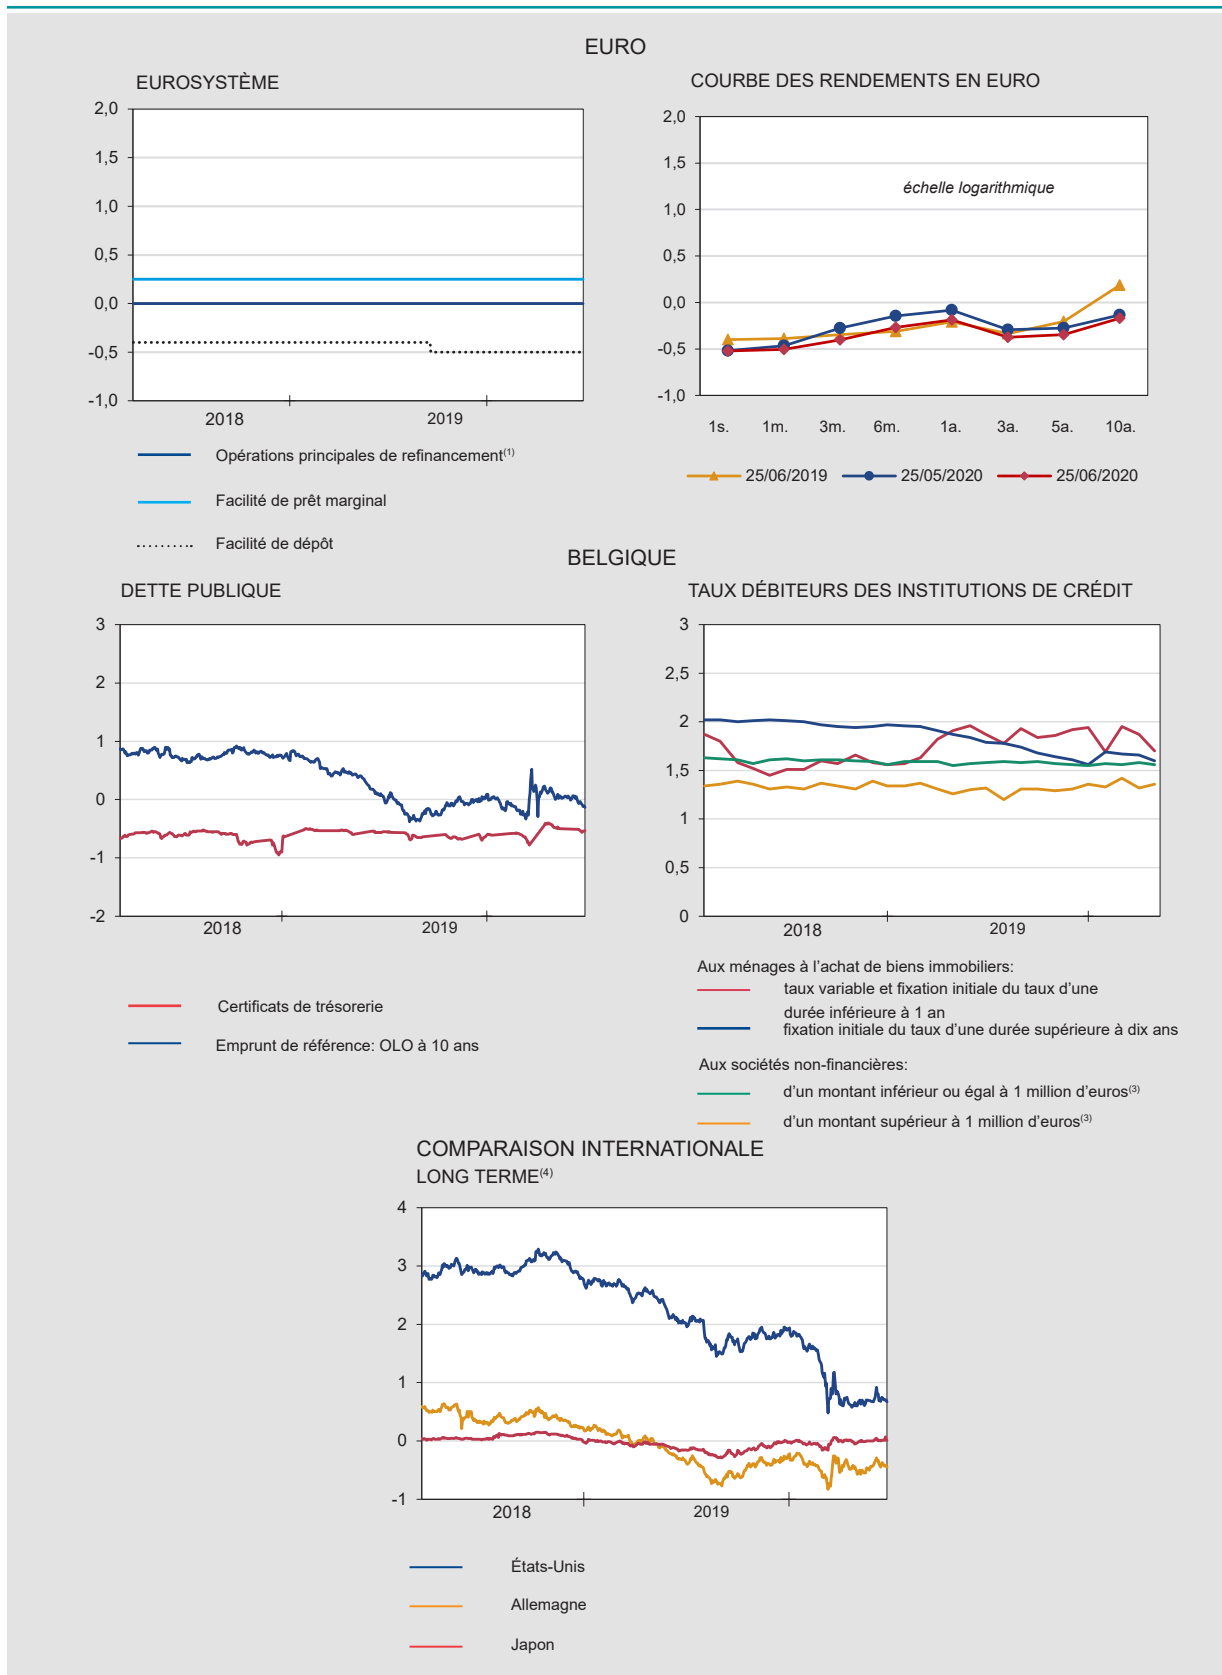 EURO
EUROSYSTÈME
2,0
1,5
1,0
0,5
0,0
-0,5
-1,0
2018
2019
Opérations principales de refinancement(1)
Facilité de prêt marginal
Facilité de dépôt
COURBE DES RENDEMENTS EN EURO
2,0
1,5
1,0
0,5
0,0
-0,5
-1,0
échelle logarithmique
1s. 1m. 3m. 6m. 1a. 3a. 5a. 10a.
25/06/2019 25/05/2020 25/06/2020
BELGIQUE
DETTE PUBLIQUE
3
2
1
0
-1
-2
2018
2019
Certificats de trésorerie
Emprunt de référence: OLO à 10 ans
TAUX DÉBITEURS DES INSTITUTIONS DE CRÉDIT
3
2,5
2
1,5
1
0,5
0
2018
2019
Aux ménages à l'achat de biens immobiliers:
taux variable et fixation initiale du taux d'une
durée inférieure à 1 an
fixation initiale du taux d'une durée supérieure à dix ans
Aux sociétés non-financières:
d'un montant inférieur ou égal à 1 million d'euros(3)
d'un montant supérieur à 1 million d'euros(3)
COMPARAISON INTERNATIONALE
LONG TERME(4)
4
3
2
1
0
-1
2018
2019
États-Unis
Allemagne
Japon